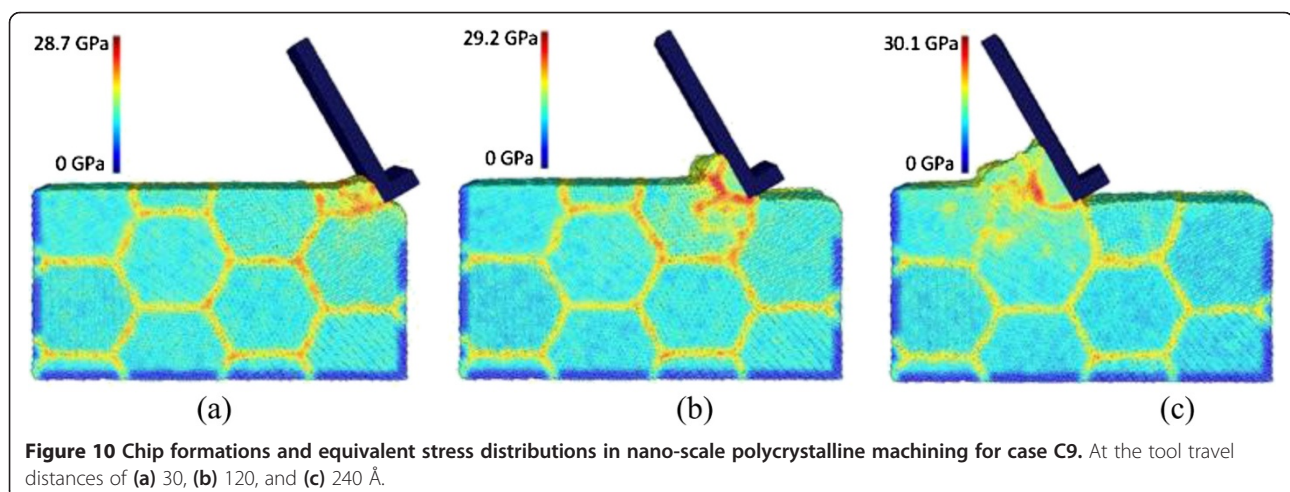 28.7 GPa
0 GPa
29.2 GPa
0 GPa
30.1 GPa
0 GPa
(a)
(b)
(c)
Figure 10 Chip formations and equivalent stress distributions in nano-scale polycrystalline machining for case C9. At the tool travel
distances of (a) 30, (b) 120, and (c) 240 Å.